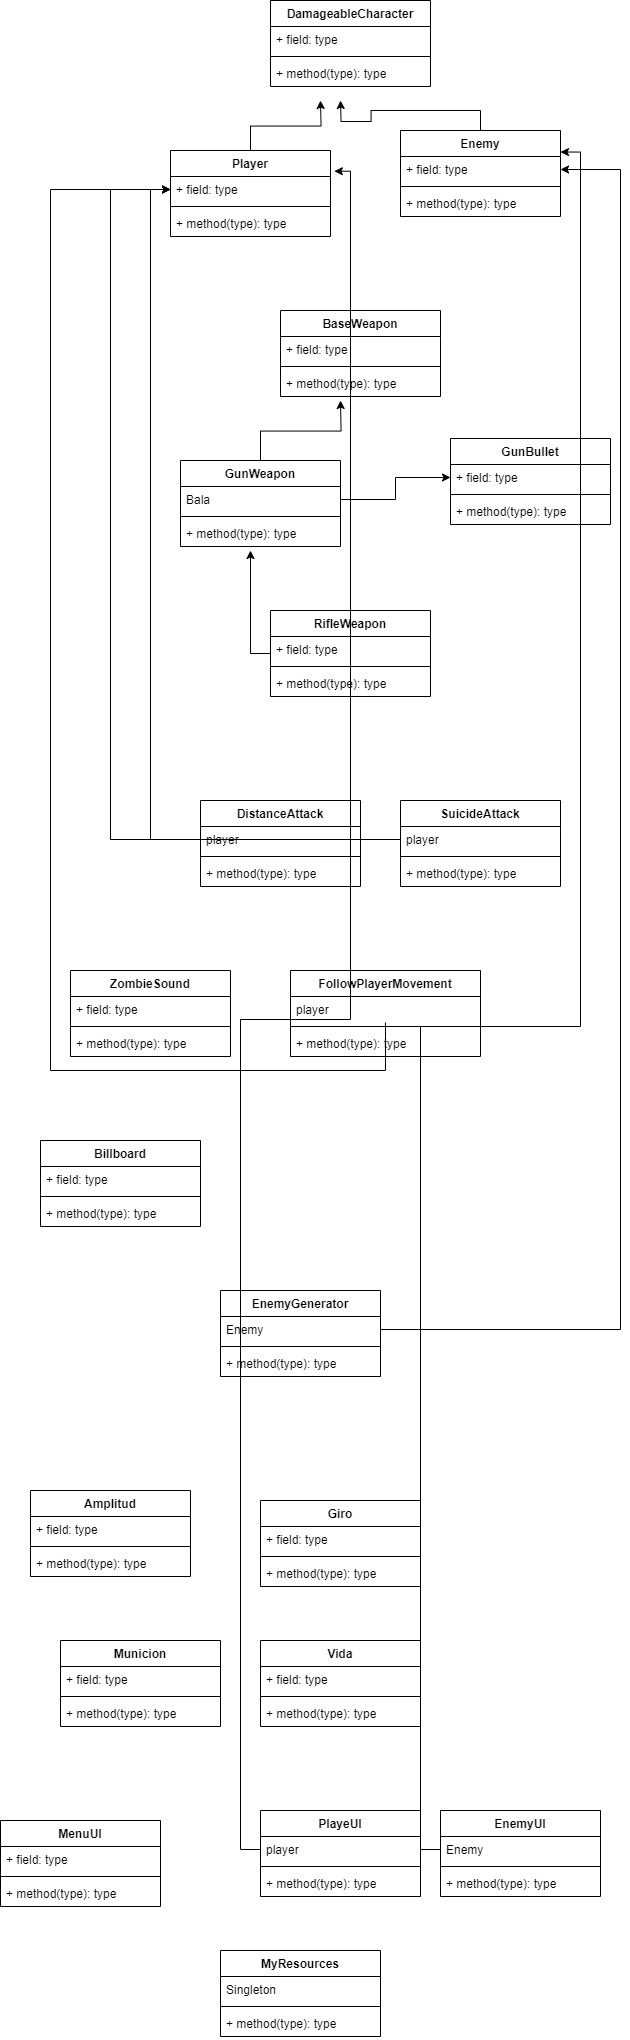 DamageableCharacter
+ field: type
+ method(type): type
Enemy
+ field: type
+ method(type): type
Player
+ field: type
+ method(type): type
BaseWeapon
+ field: type
+ method(type): type
GunBullet
+ field: type
+ method(type): type
GunWeapon
Bala
+ method(type): type
RifleWeapon
+ field: type
+ method(type): type
DistanceAttack
player
+ method(type): type
SuicideAttack
player
+ method(type): type
ZombieSound
+ field: type
+ method(type): type
FollowPlayerMovement
player
+ method(type): type
Billboard
+ field: type
+ method(type): type
EnemyGenerator
Enemy
+ method(type): type
Amplitud
+ field: type
+ method(type): type
Giro
+ field: type
+ method(type): type
Municion
+ field: type
+ method(type): type
Vida
+ field: type
+ method(type): type
MenuUI
+ field: type
+ method(type): type
PlayeUI
player
+ method(type): type
EnemyUI
Enemy
+ method(type): type
MyResources
Singleton
+ method(type): type